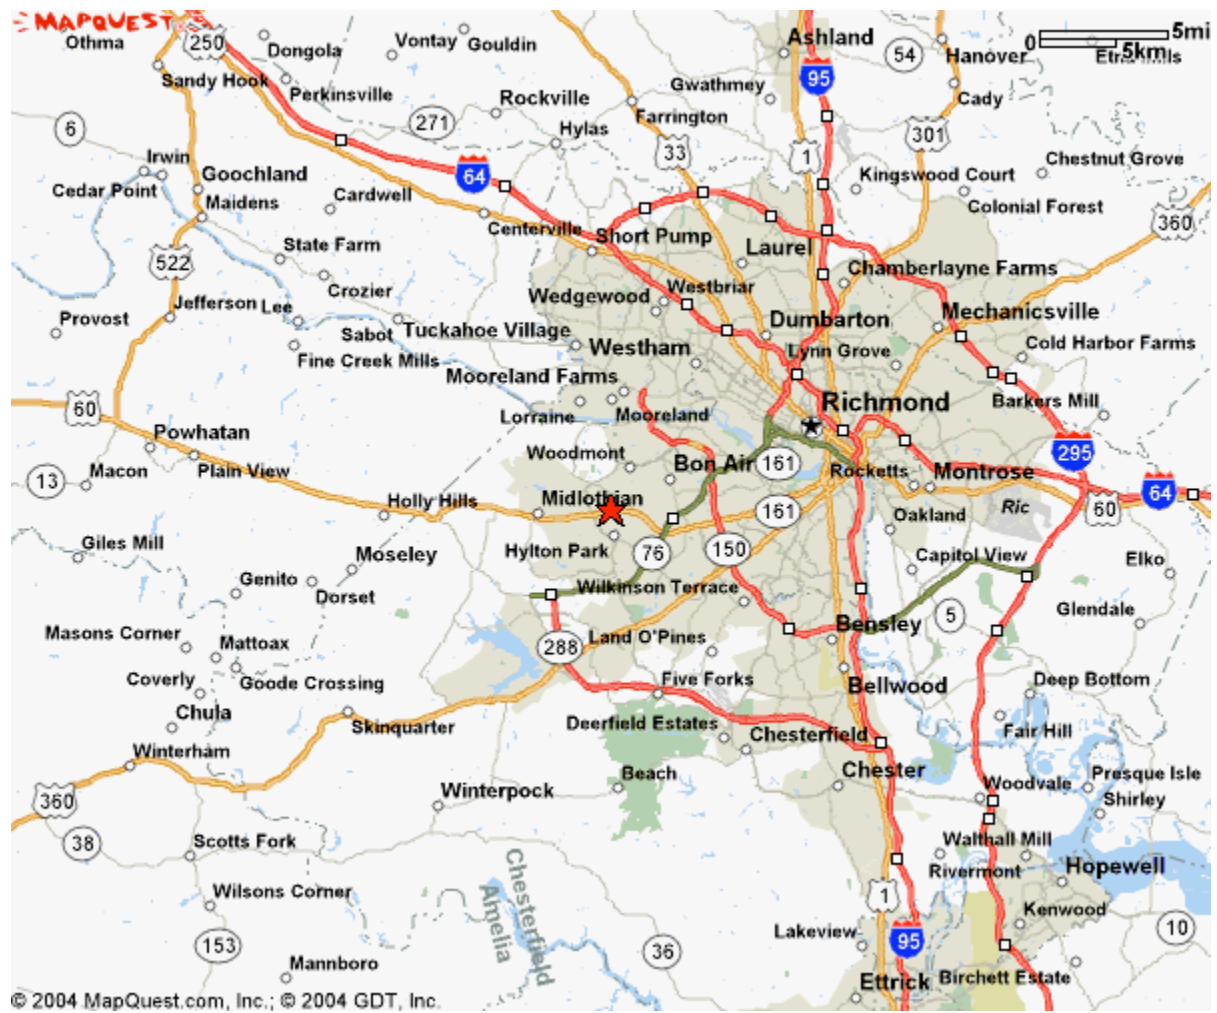 MAPQUEST
Othma
250
Dongola
Vontay
Gouldin
Ashland
54
Hanover
0
5mi
5km
Sandy Hook
Perkinsville
Rockville
Gwathmey
95
Cady
6
271
Hylas
Farrington
33
1
301
Irwin
Goochland
64
Kingswood Court
Chestnut Grove
Cedar Point
Maidens
Cardwell
Centerville
Short Pump
Laurel
Colonial Forest
360
522
State Farm
Crozier
Wedgewood
Westbriar
Chamberlayne Farms
Provost
Jefferson
Lee
Sabot
Tuckahoe Village
Dumbarton
Mechanicsville
Fine Creek Mills
Westham
Lynn Grove
Cold Harbor Farms
Mooreland Farms
60
Lorraine
Mooreland
Richmond
Barkers Mill
Powhatan
Woodmont
Bon Air
161
295
13
Macon
Plain View
Rocketts
Montrose
64
Holly Hills
Midlothian
161
Ric
60
Oakland
Giles Mill
Moseley
Hylton Park
76
150
Capitol View
Elko
Genito
Dorset
Wilkinson Terrace
5
Glendale
Masons Corner
Mattoax
288
Land O'Pines
Bensley
Coverly
Goode Crossing
Five Forks
Bellwood
Deep Bottom
Chula
Skinquarter
Deerfield Estates
Chesterfield
Fair Hill
Winterham
Beach
Chester
Woodvale
Presque Isle
360
Winterpock
Shirley
38
Scotts Fork
Walthall Mill
Rivermont
Hopewell
Wilsons Corner
Chesterfield
Amelia
1
Kenwood
153
36
Lakeview
95
10
Mannboro
Ettrick
Birchett Estate
© 2004 MapQuest.com, Inc.; © 2004 GDT, Inc.